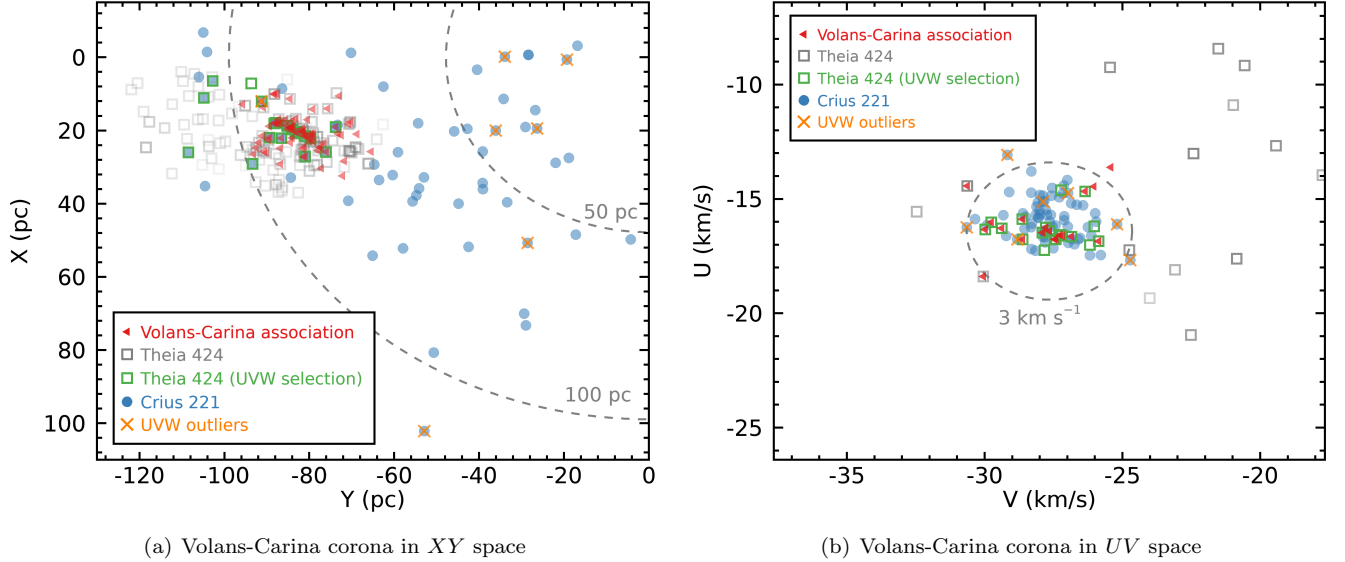 0
20
40
60
80
100
X (pc)
-120
-100
-80
-60
-40
-20
0
Y (pc)
50 pc
100 pc
Volans-Carina association
Theia 424
Theia 424 (UVW selection)
Crius 221
UVW outliers
(a) Volans-Carina corona in XY space
-10
-15
-20
-25
U (km/s)
-35
-30
-25
-20
V (km/s)
Volans-Carina association
Theia 424
Theia 424 (UVW selection)
Crius 221
UVW outliers
3 km s⁻¹
(b) Volans-Carina corona in UV space